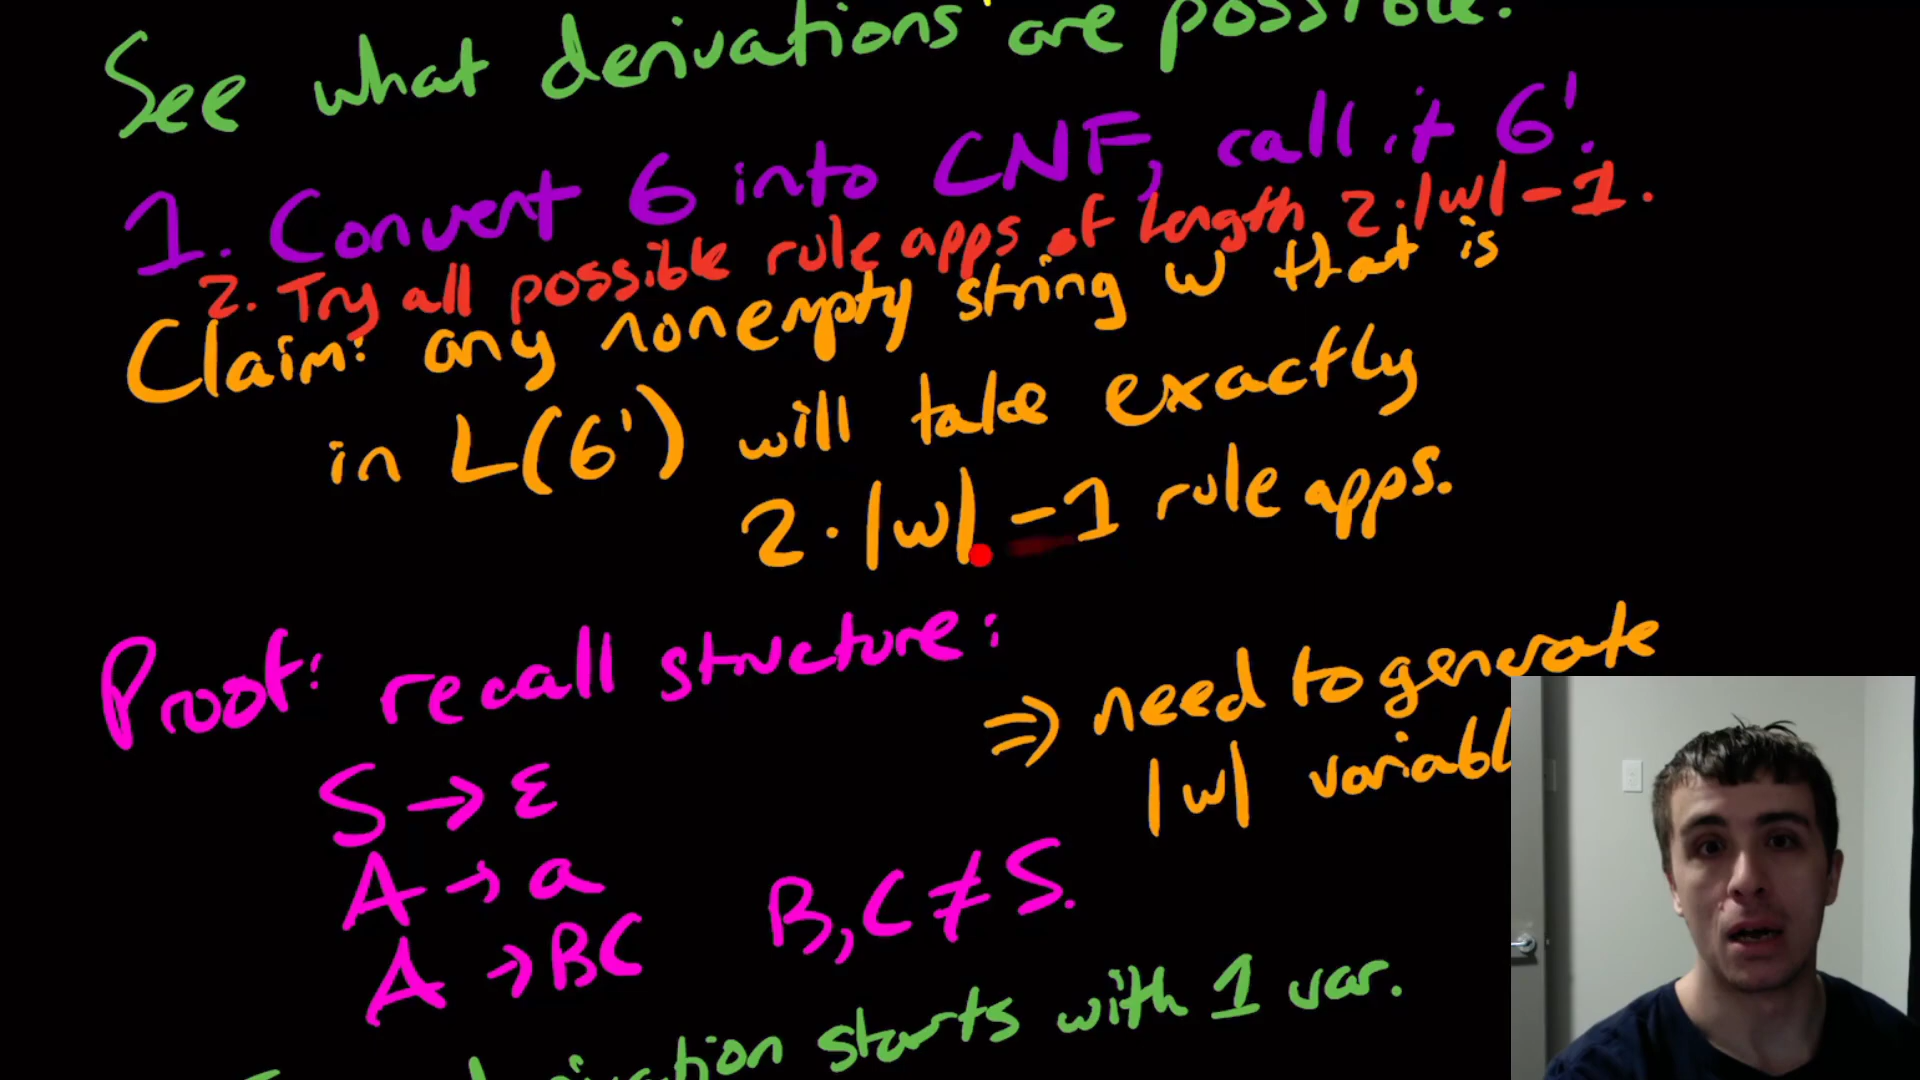 See what derivations are possible.
1. Convert G into CNF, call it G'.
2. Try all possible rule apps of length 2·|w|-1.
Claim: any nonempty string w that is
in L(G') will take exactly
2·|w|-1 rule apps.
Proof: recall structure:
⇒ need to generate
|w| variabl
S → ε
A → a
A → BC
B, C ≠ S.
derivation starts with 1 var.